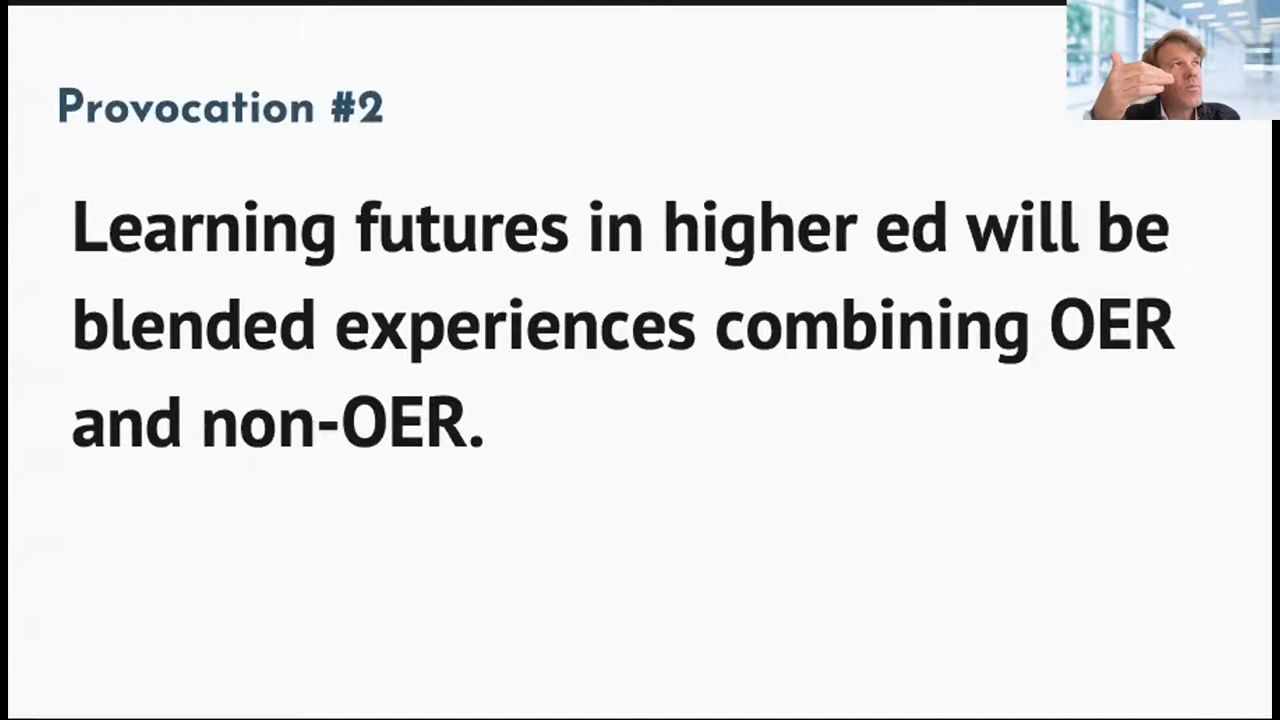 Provocation #2
Learning futures in higher ed will be
blended experiences combining OER
and non-OER.